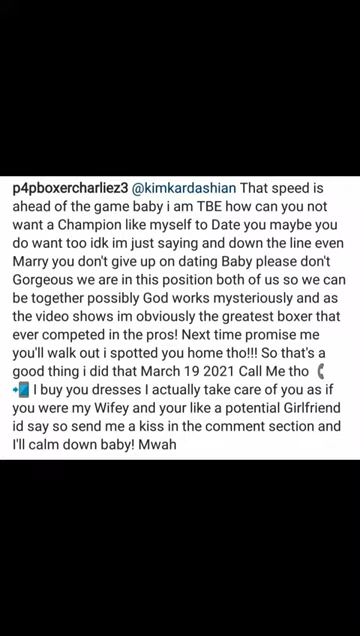 p4pboxercharliez3 @kimkardashian That speed is
ahead of the game baby i am TBE how can you not
want a Champion like myself to Date you maybe you
do want too idk im just saying and down the line even
Marry you don't give up on dating Baby please don't
Gorgeous we are in this position both of us so we can
be together possibly God works mysteriously and as
the video shows im obviously the greatest boxer that
ever competed in the pros! Next time promise me
you'll walk out i spotted you home tho!!! So that's a
good thing i did that March 19 2021 Call Me tho 📞
📲 I buy you dresses I actually take care of you as if
you were my Wifey and your like a potential Girlfriend
id say so send me a kiss in the comment section and
I'll calm down baby! Mwah